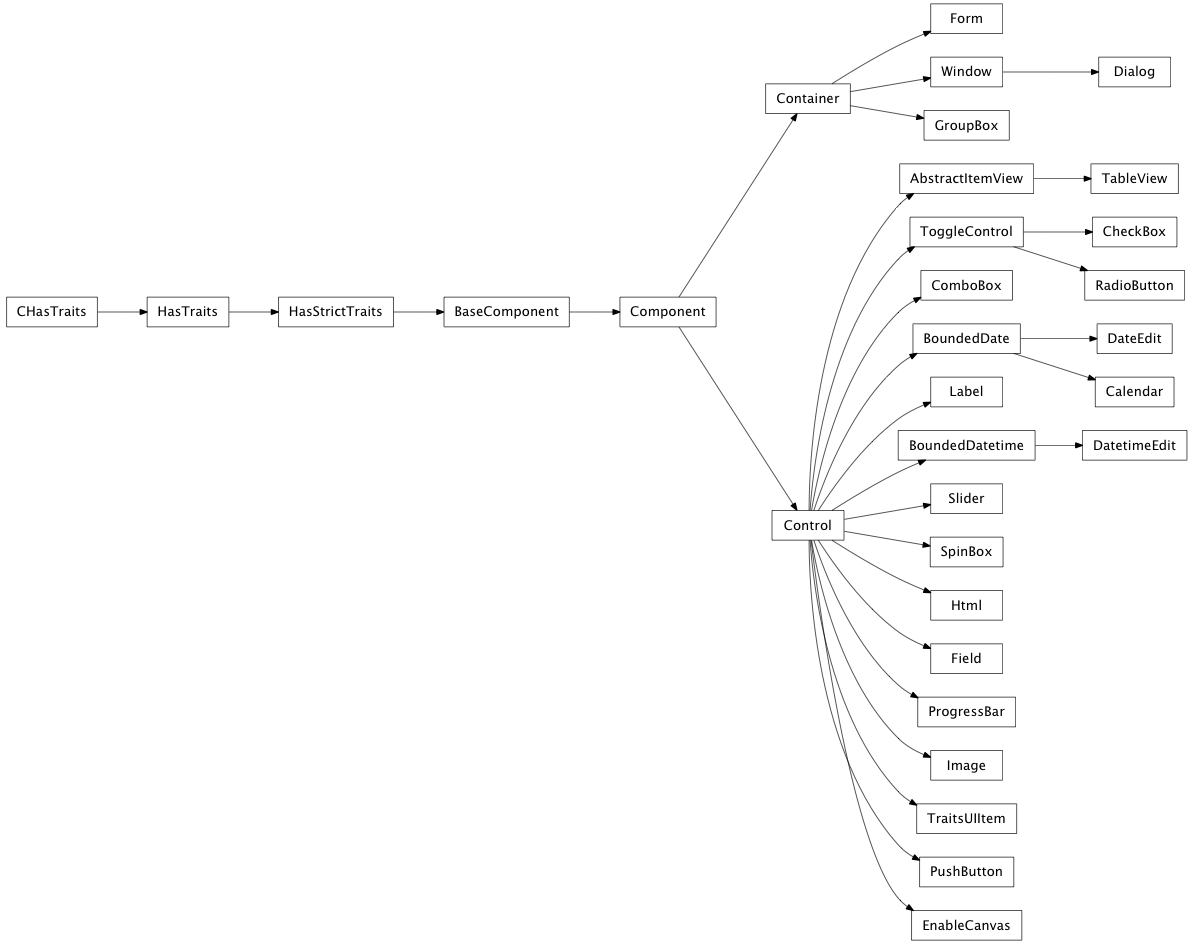 Form
Window
Dialog
Container
GroupBox
AbstractItemView
TableView
ToggleControl
CheckBox
ComboBox
RadioButton
CHasTraits
HasTraits
HasStrictTraits
BaseComponent
Component
BoundedDate
DateEdit
Label
Calendar
BoundedDatetime
DatetimeEdit
Slider
Control
SpinBox
Html
Field
ProgressBar
Image
TraitsUIItem
PushButton
EnableCanvas